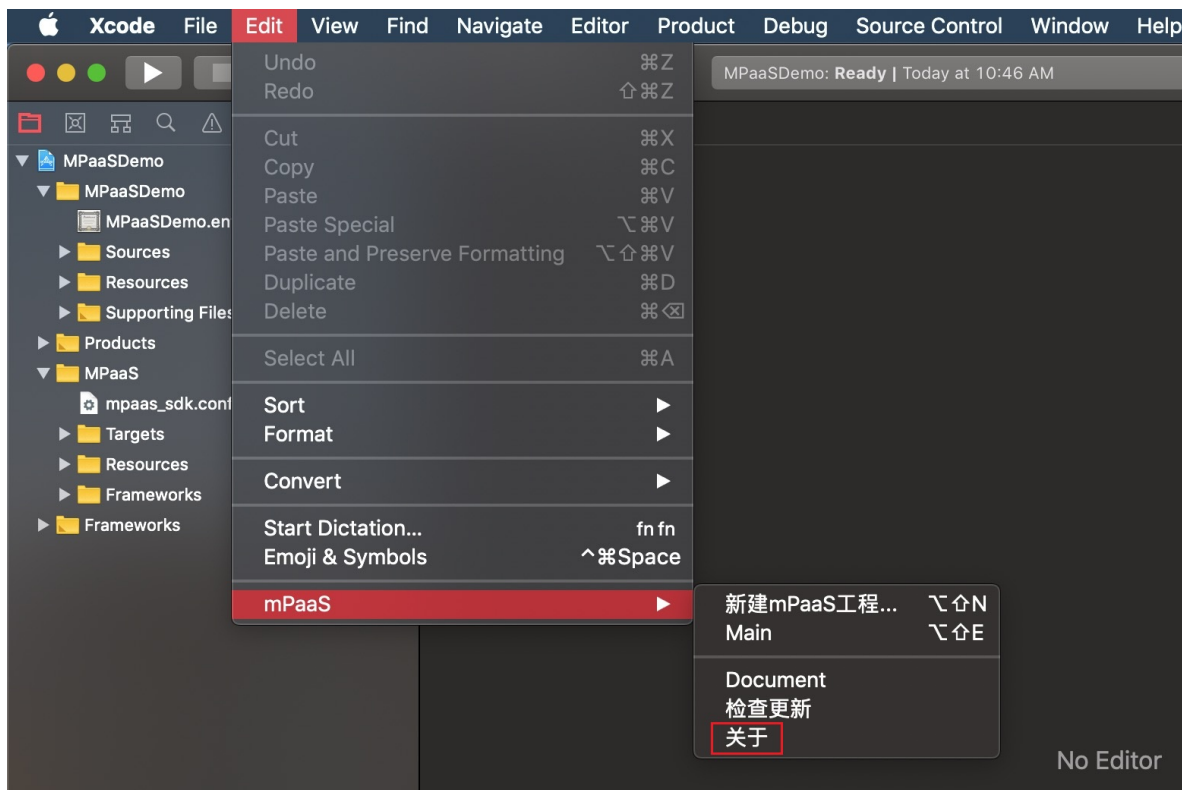 Xcode File Edit View Find Navigate Editor Product Debug Source Control Window Help
MPaaSDemo: Ready | Today at 10:46 AM
MPaaSDemo
MPaaSDemo
MPaaSDemo.en
Sources
Resources
Supporting Files
Products
MPaaS
mpaas_sdk.conf
Targets
Resources
Frameworks
Frameworks
Undo ⌘Z
Redo ⇧⌘Z
Cut ⌘X
Copy ⌘C
Paste ⌘V
Paste Special ⌥⌘V
Paste and Preserve Formatting ⌥⇧⌘V
Duplicate ⌘D
Delete ⌘⌫
Select All ⌘A
Sort
Format
Convert
Start Dictation... fn fn
Emoji & Symbols ^⌘Space
mPaaS
新建mPaaS工程... ⌥⇧N
Main ⌥⇧E
Document
检查更新
关于
No Editor